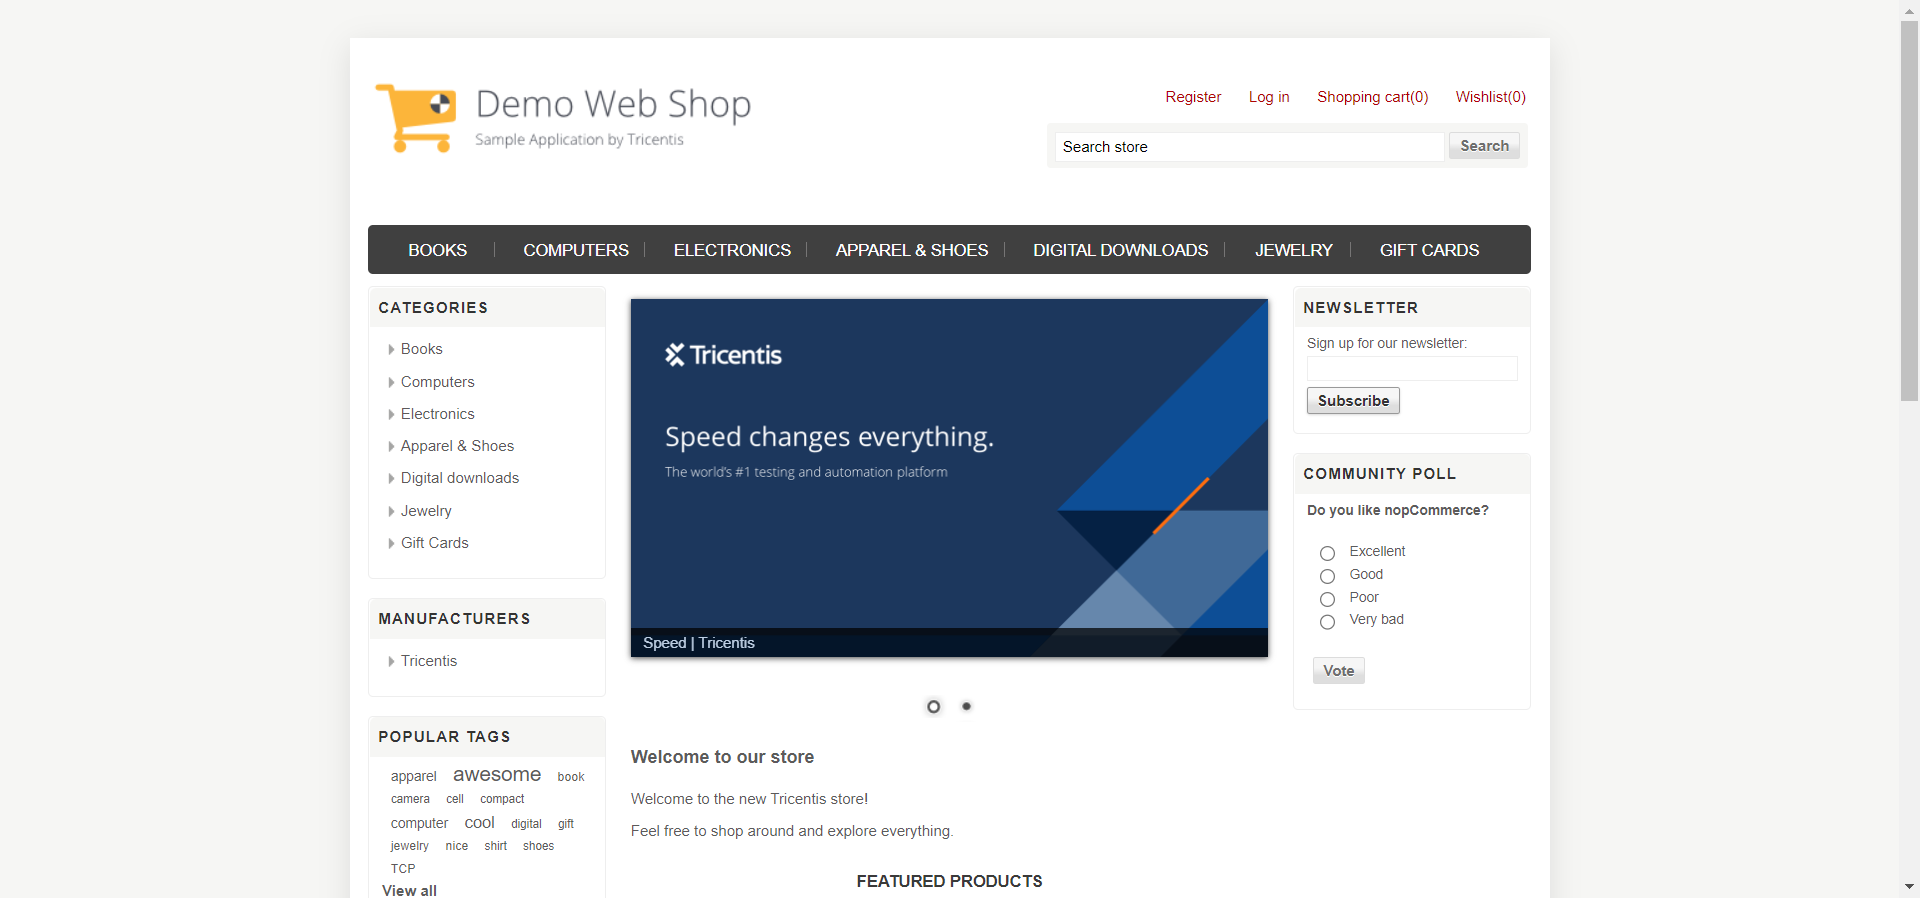 Demo Web Shop
Sample Application by Tricentis
Register Log in Shopping cart(0) Wishlist(0)
Search store Search
BOOKS COMPUTERS ELECTRONICS APPAREL & SHOES DIGITAL DOWNLOADS JEWELRY GIFT CARDS
CATEGORIES
Books
Computers
Electronics
Apparel & Shoes
Digital downloads
Jewelry
Gift Cards
MANUFACTURERS
Tricentis
POPULAR TAGS
apparel awesome book
camera cell compact
computer cool digital gift
jewelry nice shirt shoes
TCP
View all
Tricentis
Speed changes everything.
The world's #1 testing and automation platform
Speed | Tricentis
Welcome to our store
Welcome to the new Tricentis store!
Feel free to shop around and explore everything.
FEATURED PRODUCTS
NEWSLETTER
Sign up for our newsletter:
Subscribe
COMMUNITY POLL
Do you like nopCommerce?
Excellent
Good
Poor
Very bad
Vote